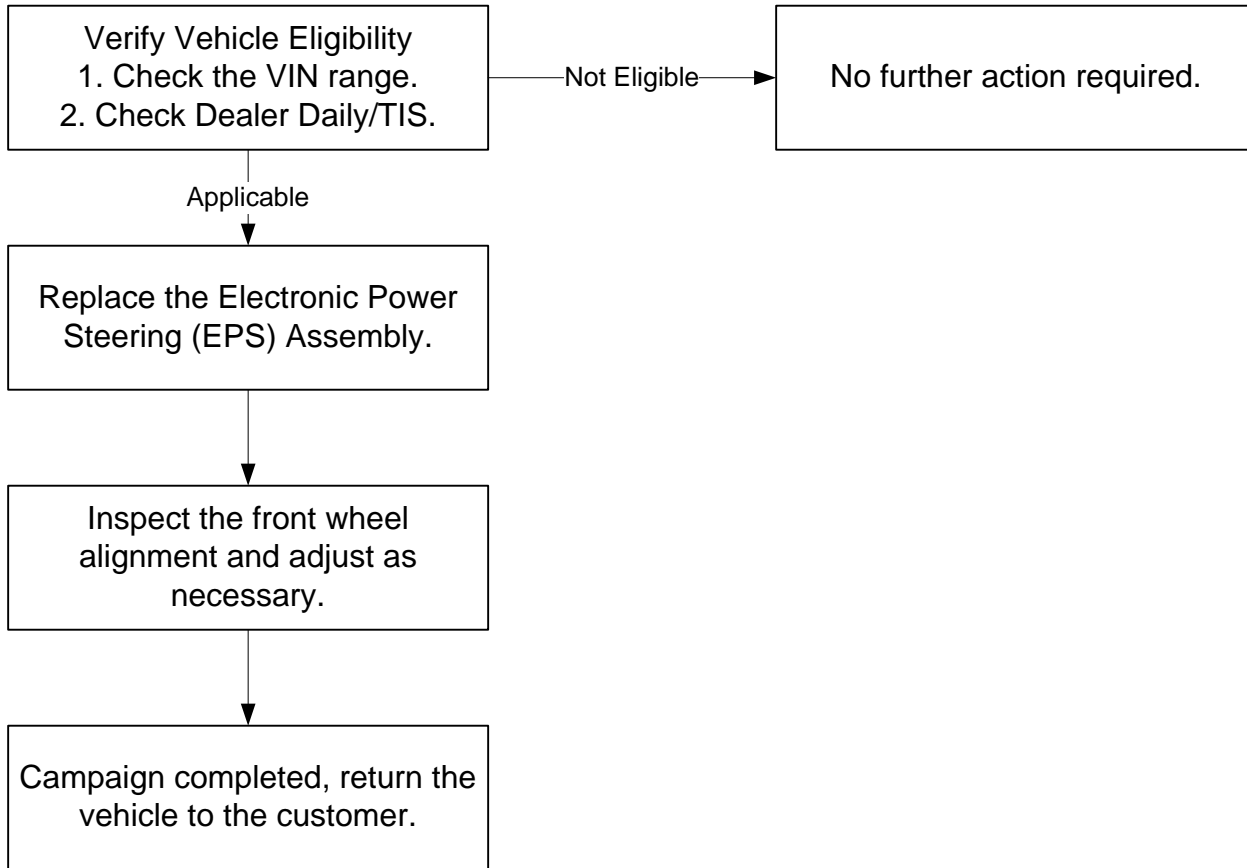 Verify Vehicle Eligibility
1. Check the VIN range.
2. Check Dealer Daily/TIS.
Not Eligible
No further action required.
Applicable
Replace the Electronic Power
Steering (EPS) Assembly.
Inspect the front wheel
alignment and adjust as
necessary.
Campaign completed, return the
vehicle to the customer.